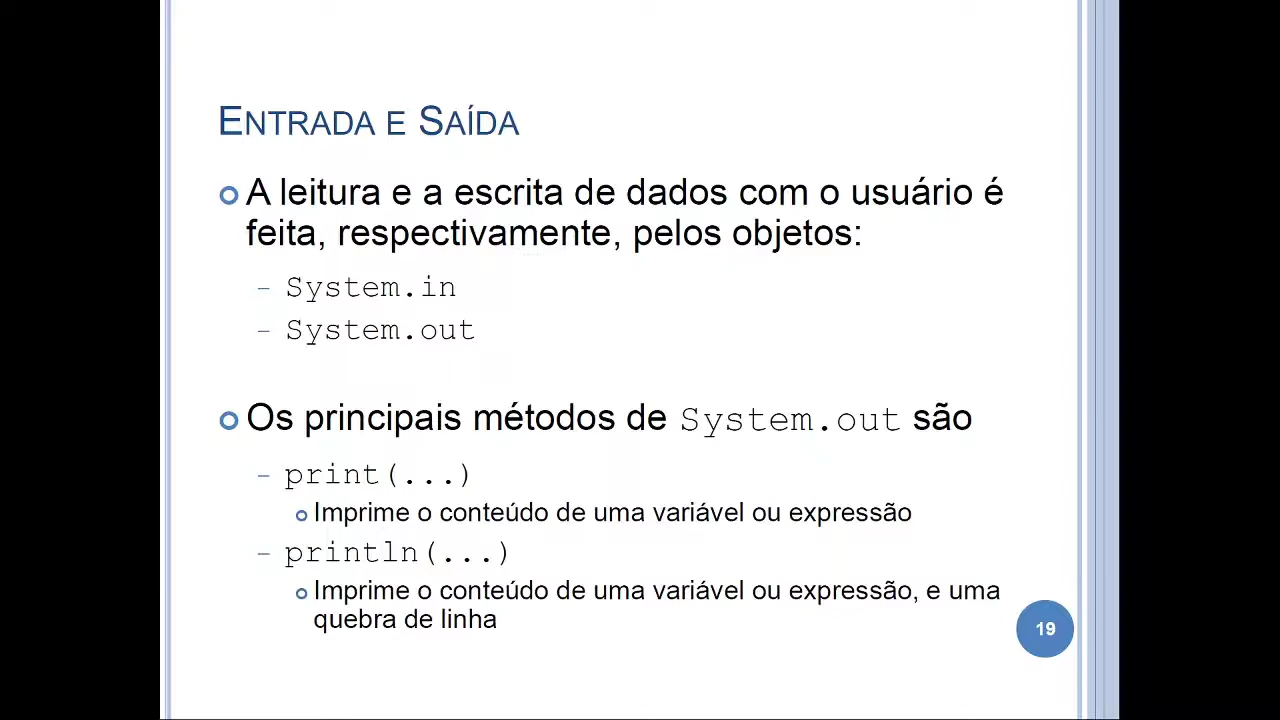 ENTRADA E SAÍDA
A leitura e a escrita de dados com o usuário é
feita, respectivamente, pelos objetos:
– System.in
– System.out
Os principais métodos de System.out são
– print(...)
Imprime o conteúdo de uma variável ou expressão
– println(...)
Imprime o conteúdo de uma variável ou expressão, e uma
quebra de linha
19